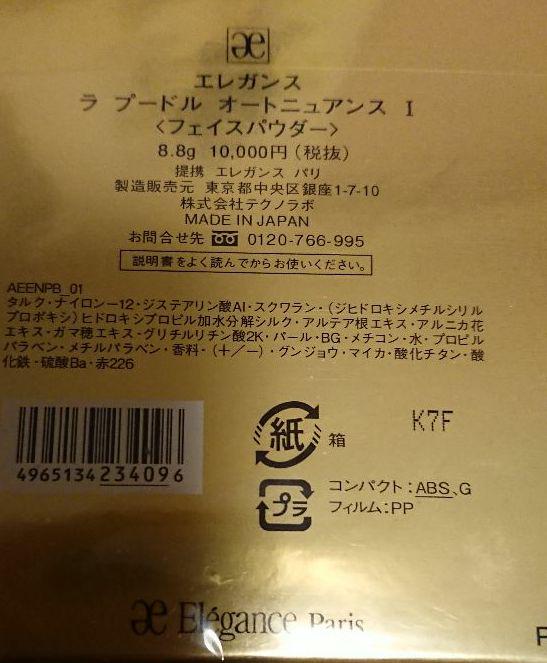 æ
エレガンス
ラ プードル オートニュアンス I
〈フェイスパウダー〉
8.8g 10,000円（税抜）
提携 エレガンス パリ
製造販売元 東京都中央区銀座1-7-10
株式会社テクノラボ
MADE IN JAPAN
お問合せ先 0120-766-995
説明書をよく読んでからお使いください。
AEENPB_01
タルク・ナイロン−12・ジステアリン酸Al・スクワラン・（ジヒドロキシメチルシリル
プロポキシ）ヒドロキシプロピル加水分解シルク・アルテア根エキス・アルニカ花
エキス・ガマ穂エキス・グリチルリチン酸2K・パール・BG・メチコン・水・プロピル
パラベン・メチルパラベン・香料・（＋／−）・グンジョウ・マイカ・酸化チタン・酸
化鉄・硫酸Ba・赤226
4965134234096
紙 箱
K7F
プラ
コンパクト：ABS、G
フィルム：PP
æ Elégance Paris